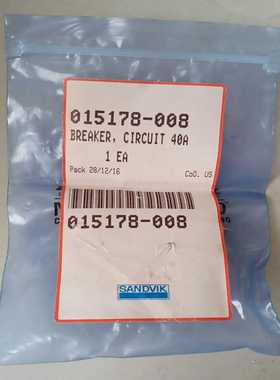 015178-008
BREAKER, CIRCUIT 40A
1 EA
Pack 28/12/16 CoO. US
015178-008
SANDVIK